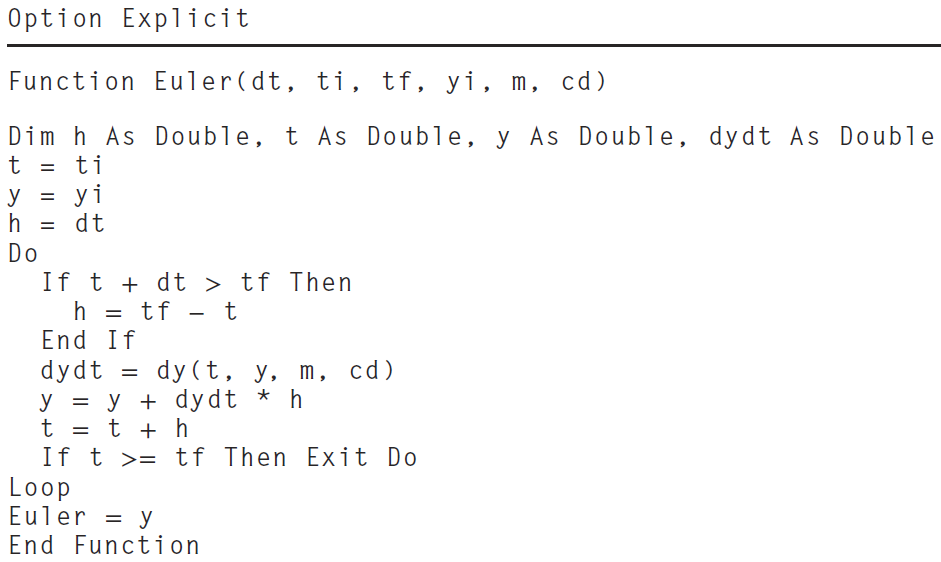 Option Explicit
Function Euler(dt, ti, tf, yi, m, cd)
Dim h As Double, t As Double, y As Double, dydt As Double
t = ti
y = yi
h = dt
Do
  If t + dt > tf Then
    h = tf − t
  End If
  dydt = dy(t, y, m, cd)
  y = y + dydt * h
  t = t + h
  If t >= tf Then Exit Do
Loop
Euler = y
End Function